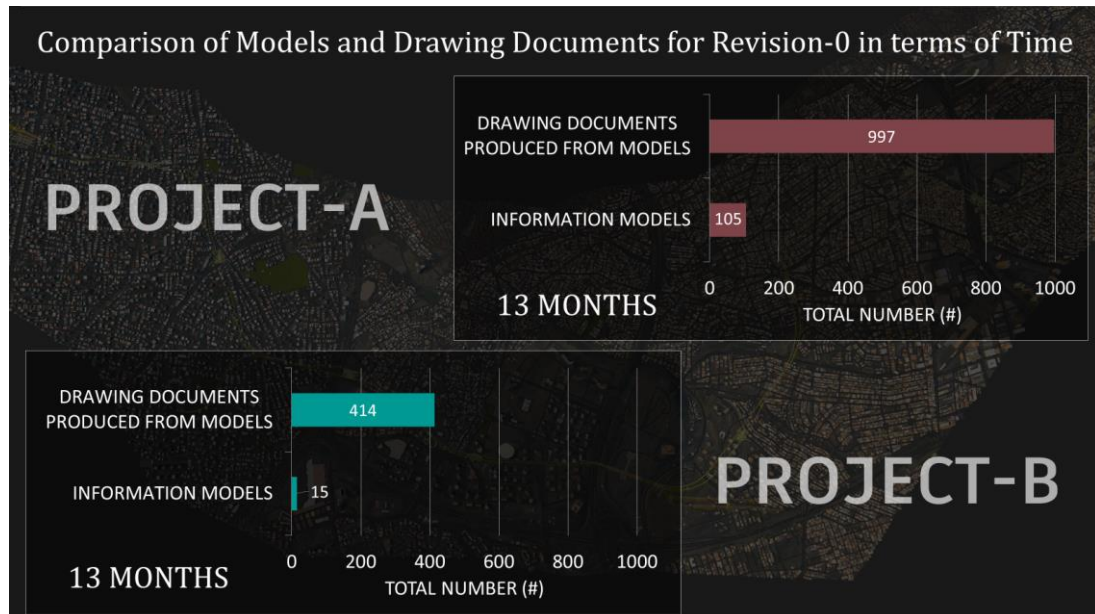 Comparison of Models and Drawing Documents for Revision-0 in terms of Time
PROJECT-A
DRAWING DOCUMENTS
PRODUCED FROM MODELS
997
INFORMATION MODELS
105
0 200 400 600 800 1000
TOTAL NUMBER (#)
13 MONTHS
DRAWING DOCUMENTS
PRODUCED FROM MODELS
414
INFORMATION MODELS
15
0 200 400 600 800 1000
TOTAL NUMBER (#)
13 MONTHS
PROJECT-B